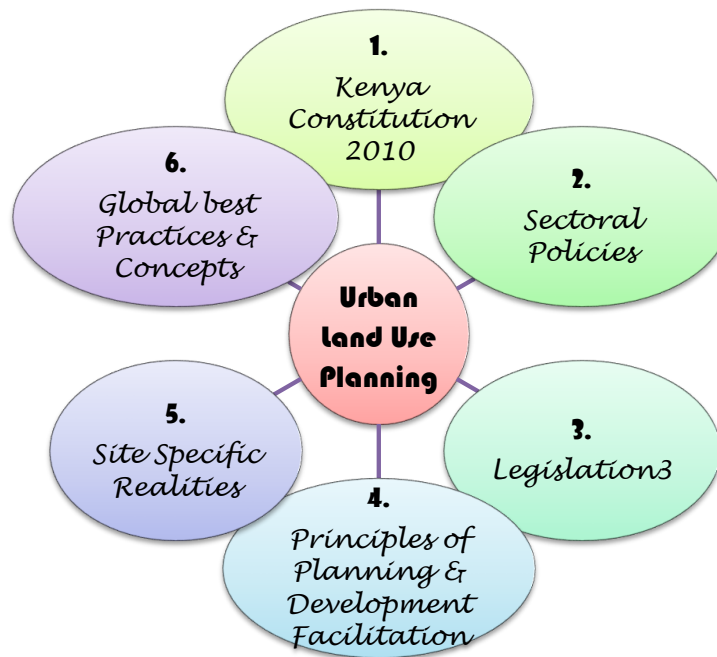 1.
Kenya
Constitution
2010
2.
Sectoral
Policies
3.
Legislation3
4.
Principles of
Planning &
Development
Facilitation
5.
Site Specific
Realities
6.
Global best
Practices &
Concepts
Urban
Land Use
Planning